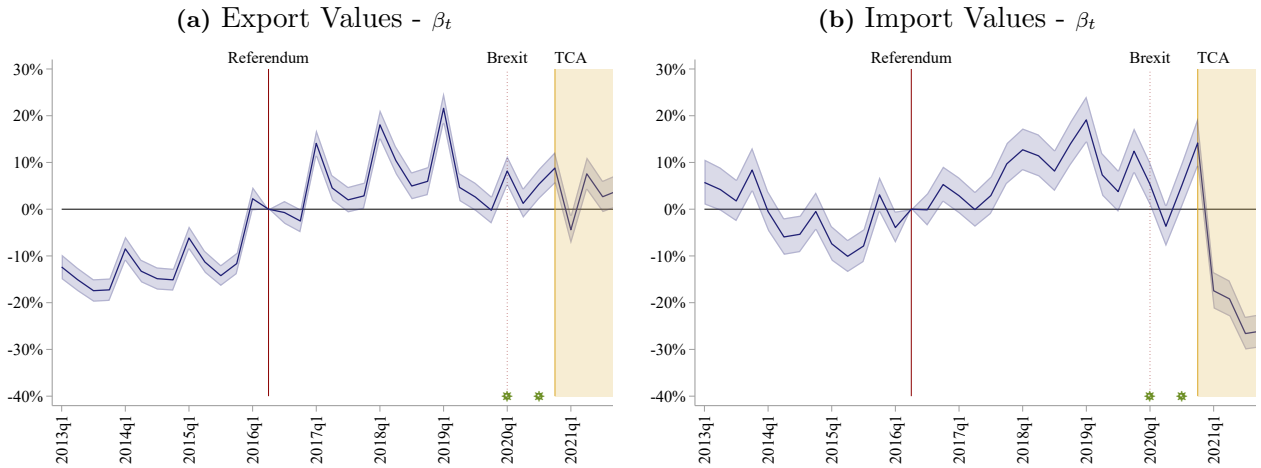 (a) Export Values - βt
Referendum
Brexit
TCA
30%
20%
10%
0%
-10%
-20%
-30%
-40%
2013q1
2014q1
2015q1
2016q1
2017q1
2018q1
2019q1
2020q1
2021q1
(b) Import Values - βt
Referendum
Brexit
TCA
30%
20%
10%
0%
-10%
-20%
-30%
-40%
2013q1
2014q1
2015q1
2016q1
2017q1
2018q1
2019q1
2020q1
2021q1